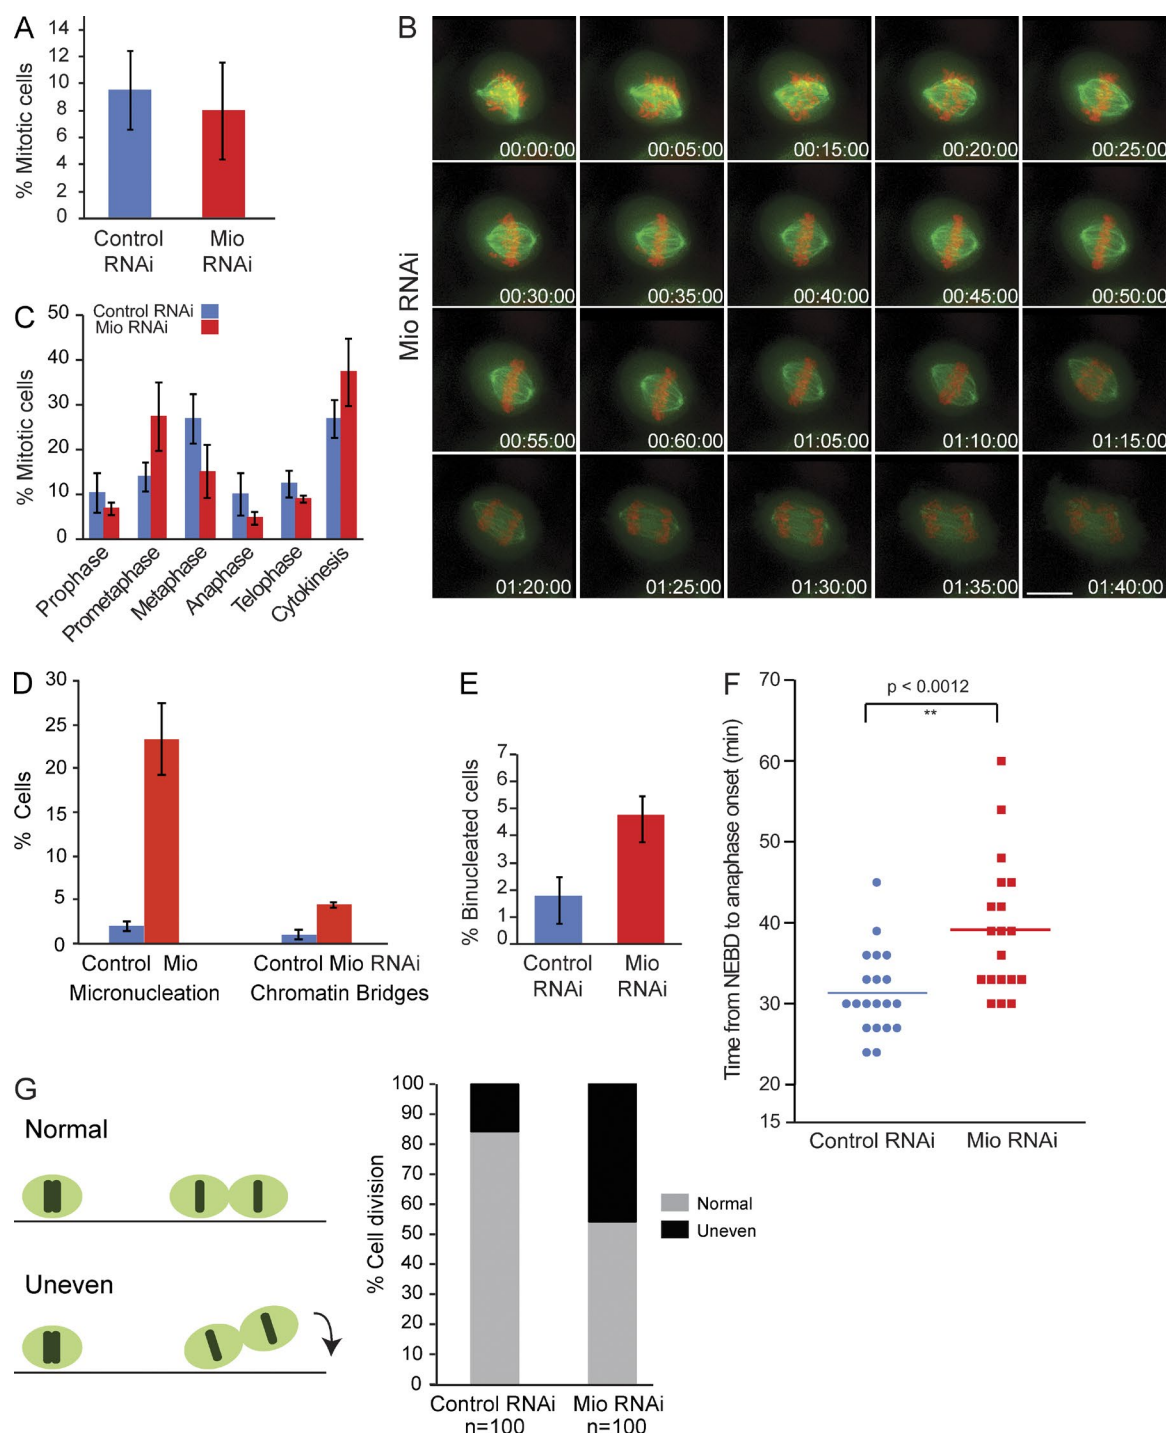 A
14
12
10
8
6
4
2
0
% Mitotic cells
Control
RNAi
Mio
RNAi
B
Mio RNAi
00:00:00
00:05:00
00:15:00
00:20:00
00:25:00
00:30:00
00:35:00
00:40:00
00:45:00
00:50:00
00:55:00
00:60:00
01:05:00
01:10:00
01:15:00
01:20:00
01:25:00
01:30:00
01:35:00
01:40:00
C
Control RNAi
Mio RNAi
50
40
30
20
10
0
% Mitotic cells
Prophase
Prometaphase
Metaphase
Anaphase
Telophase
Cytokinesis
D
30
25
20
15
10
5
0
% Cells
Control Mio
Micronucleation
Control Mio RNAi
Chromatin Bridges
E
7
6
5
4
3
2
1
0
% Binucleated cells
Control
RNAi
Mio
RNAi
F
70
60
50
40
30
20
15
Time from NEBD to anaphase onset (min)
p < 0.0012
**
Control RNAi
Mio RNAi
G
Normal
Uneven
100
90
80
70
60
50
40
30
20
10
0
% Cell division
Control RNAi
n=100
Mio RNAi
n=100
Normal
Uneven